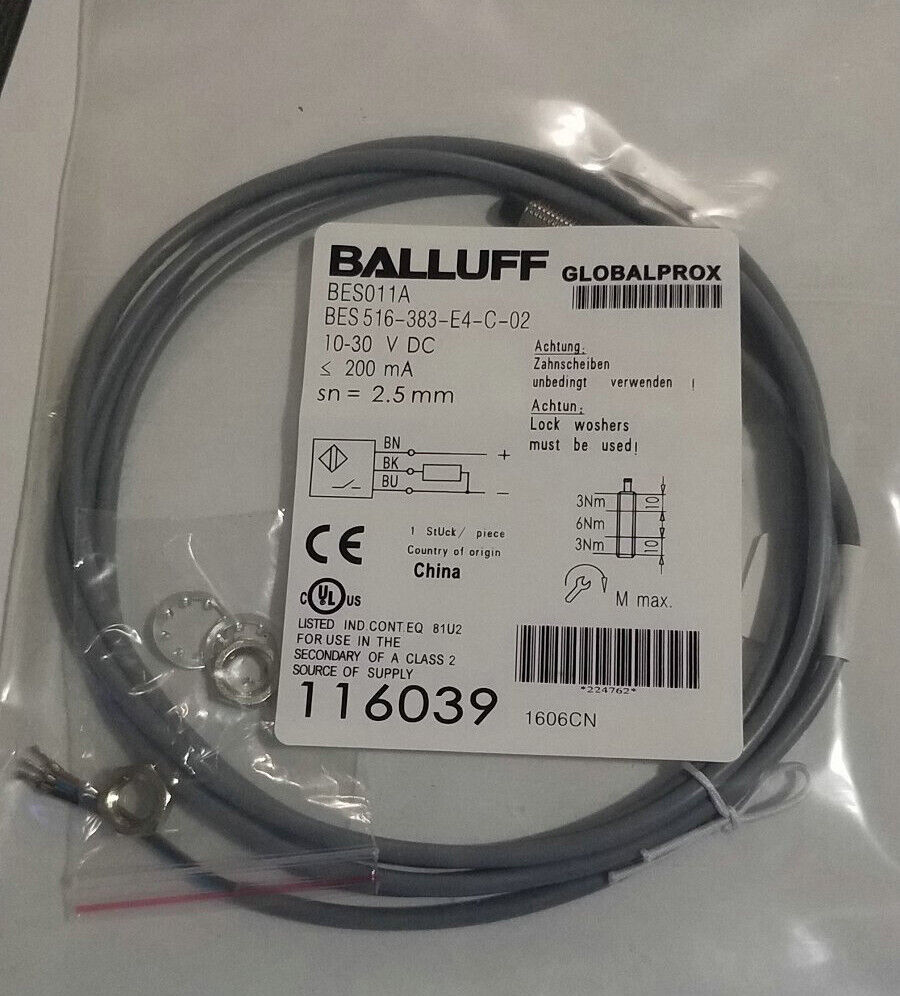 BALLUFF GLOBALPROX
BES011A
BES 516-383-E4-C-02
10-30 V DC
≤ 200 mA
sn = 2.5 mm
Achtung:
Zahnscheiben
unbedingt verwenden !
Achtun:
Lock woshers
must be used!
BN
+
BK
BU
−
3Nm
10
6Nm
3Nm
10
M max.
CE
1 StUck/ piece
Country of origin
China
C UL US
LISTED IND.CONT.EQ 81U2
FOR USE IN THE
SECONDARY OF A CLASS 2
SOURCE OF SUPPLY
116039
*224762*
1606CN